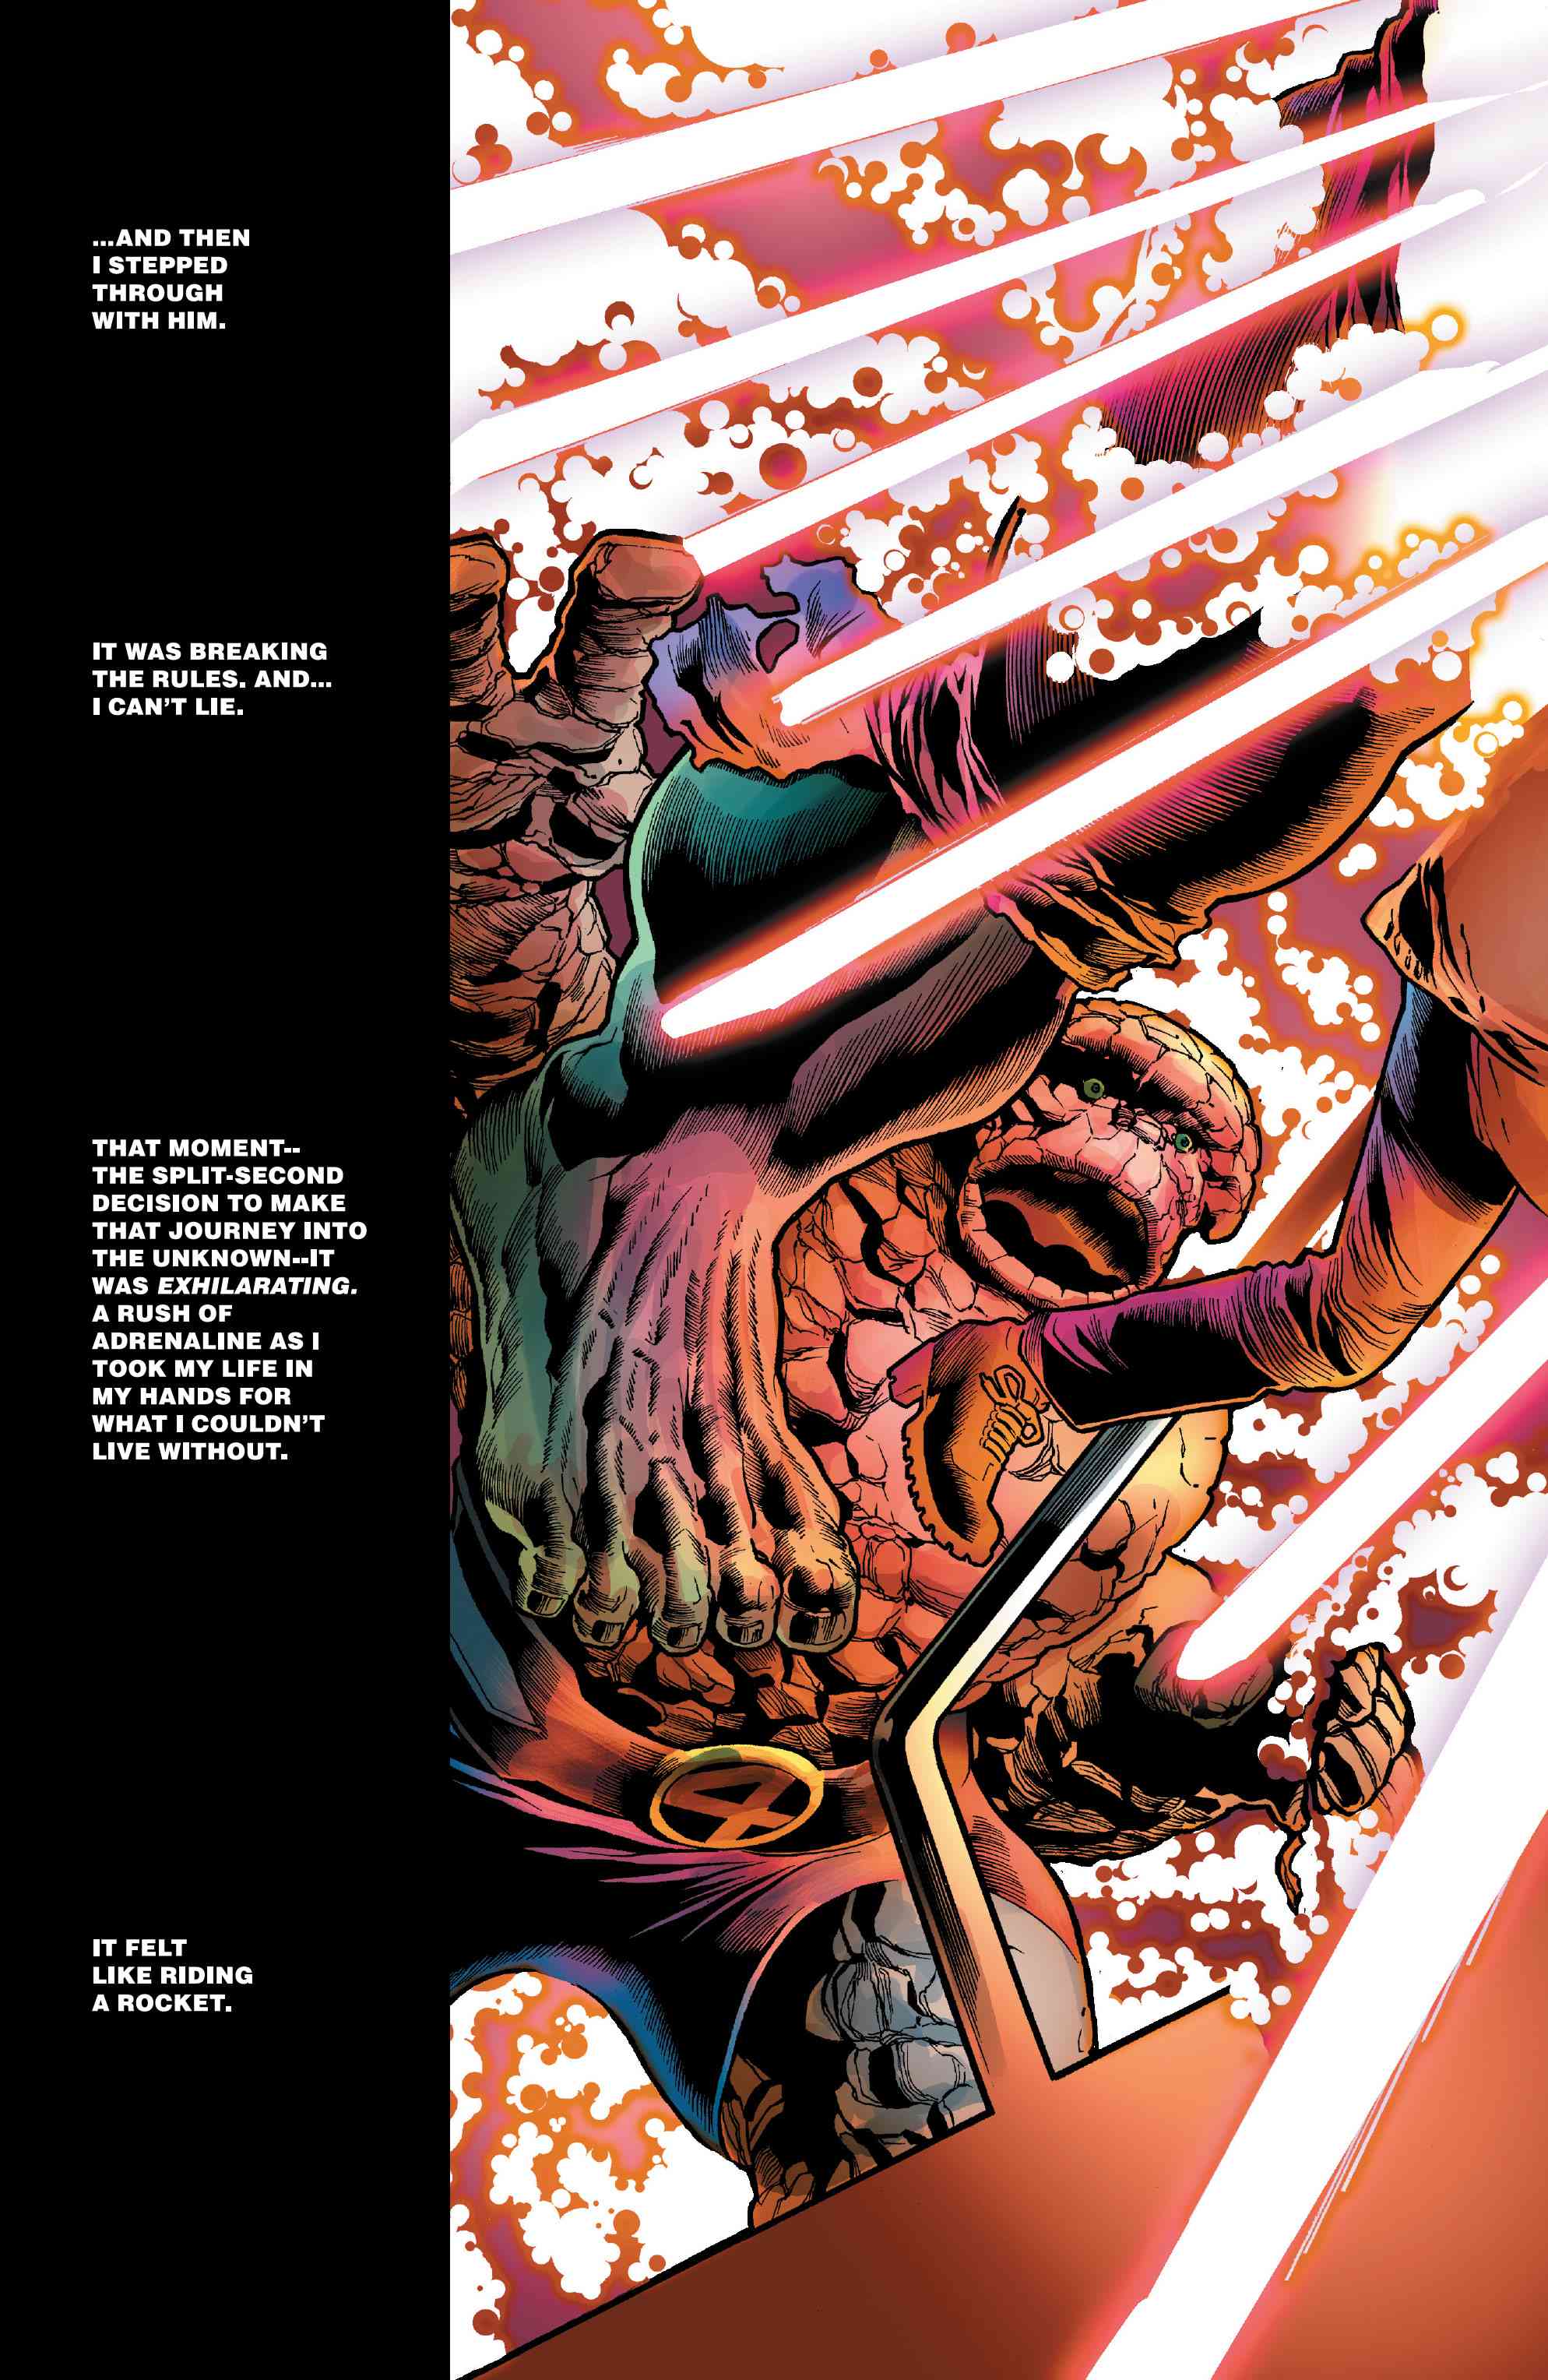 ...AND THEN
I STEPPED
THROUGH
WITH HIM.
IT WAS BREAKING
THE RULES. AND...
I CAN'T LIE.
THAT MOMENT--
THE SPLIT-SECOND
DECISION TO MAKE
THAT JOURNEY INTO
THE UNKNOWN--IT
WAS EXHILARATING.
A RUSH OF
ADRENALINE AS I
TOOK MY LIFE IN
MY HANDS FOR
WHAT I COULDN'T
LIVE WITHOUT.
IT FELT
LIKE RIDING
A ROCKET.
4